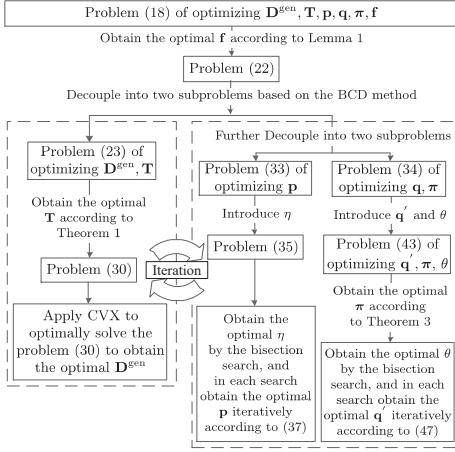 Problem (18) of optimizing D^gen, T, p, q, π, f
Obtain the optimal f according to Lemma 1
Problem (22)
Decouple into two subproblems based on the BCD method
Problem (23) of
optimizing D^gen, T
Obtain the optimal
T according to
Theorem 1
Problem (30)
Apply CVX to
optimally solve the
problem (30) to obtain
the optimal D^gen
Iteration
Further Decouple into two subproblems
Problem (33) of
optimizing p
Introduce η
Problem (35)
Obtain the
optimal η
by the bisection
search, and
in each search
obtain the optimal
p iteratively
according to (37)
Problem (34) of
optimizing q, π
Introduce q′ and θ
Problem (43) of
optimizing q′, π, θ
Obtain the optimal
π according
to Theorem 3
Obtain the optimal θ
by the bisection
search, and in each
search obtain the
optimal q′ iteratively
according to (47)